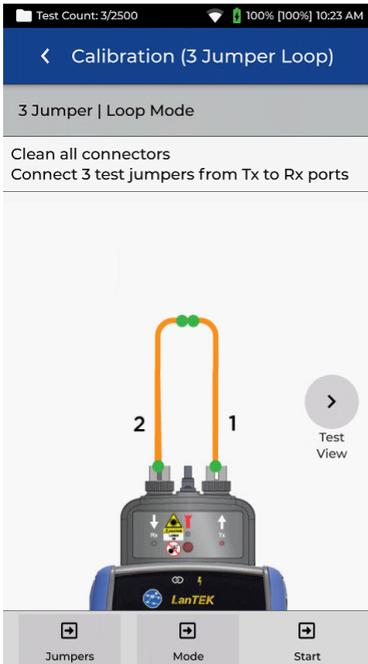 Test Count: 3/2500 100% [100%] 10:23 AM
Calibration (3 Jumper Loop)
3 Jumper | Loop Mode
Clean all connectors
Connect 3 test jumpers from Tx to Rx ports
2 1
Test
View
Rx Tx
LanTEK
Jumpers Mode Start